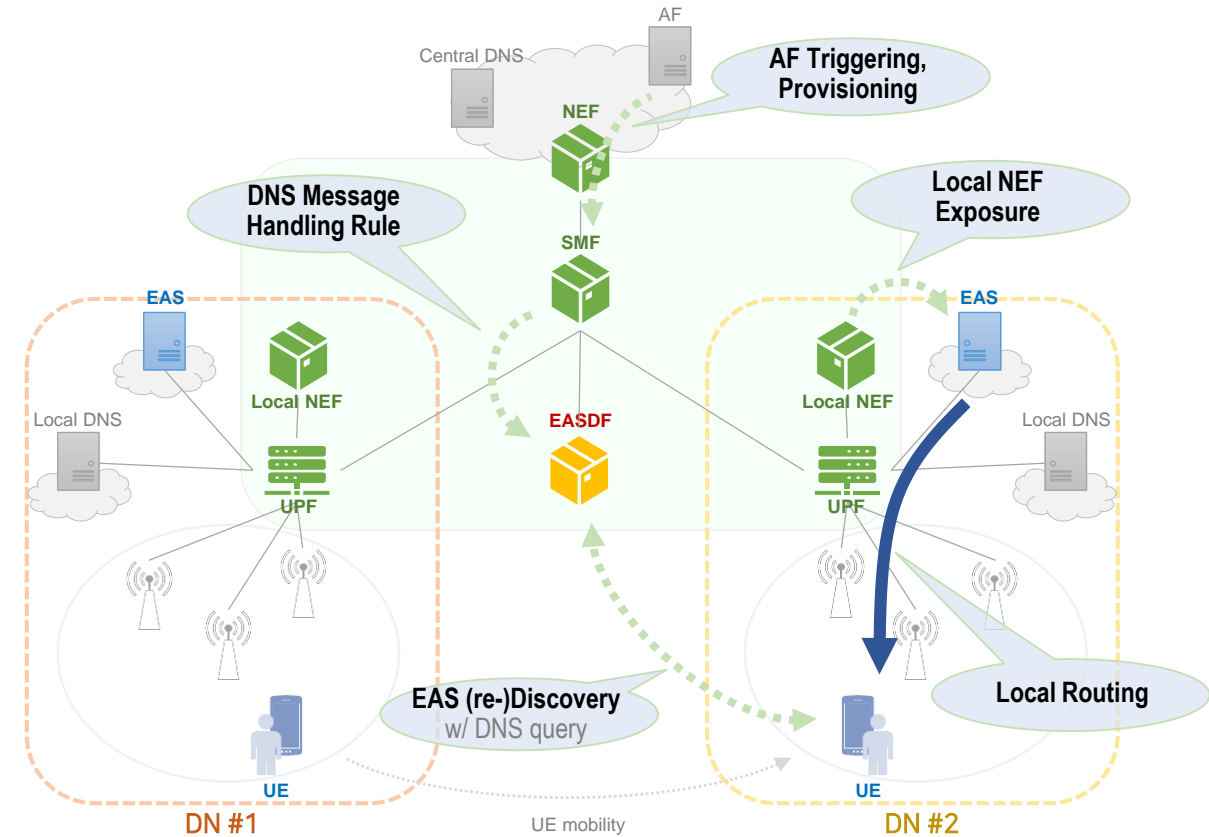 AF
Central DNS
AF Triggering,
Provisioning
NEF
DNS Message
Handling Rule
Local NEF
Exposure
SMF
EAS
EAS
Local NEF
Local NEF
Local DNS
EASDF
Local DNS
UPF
UPF
EAS (re-)Discovery
w/ DNS query
Local Routing
UE
UE
DN #1
UE mobility
DN #2